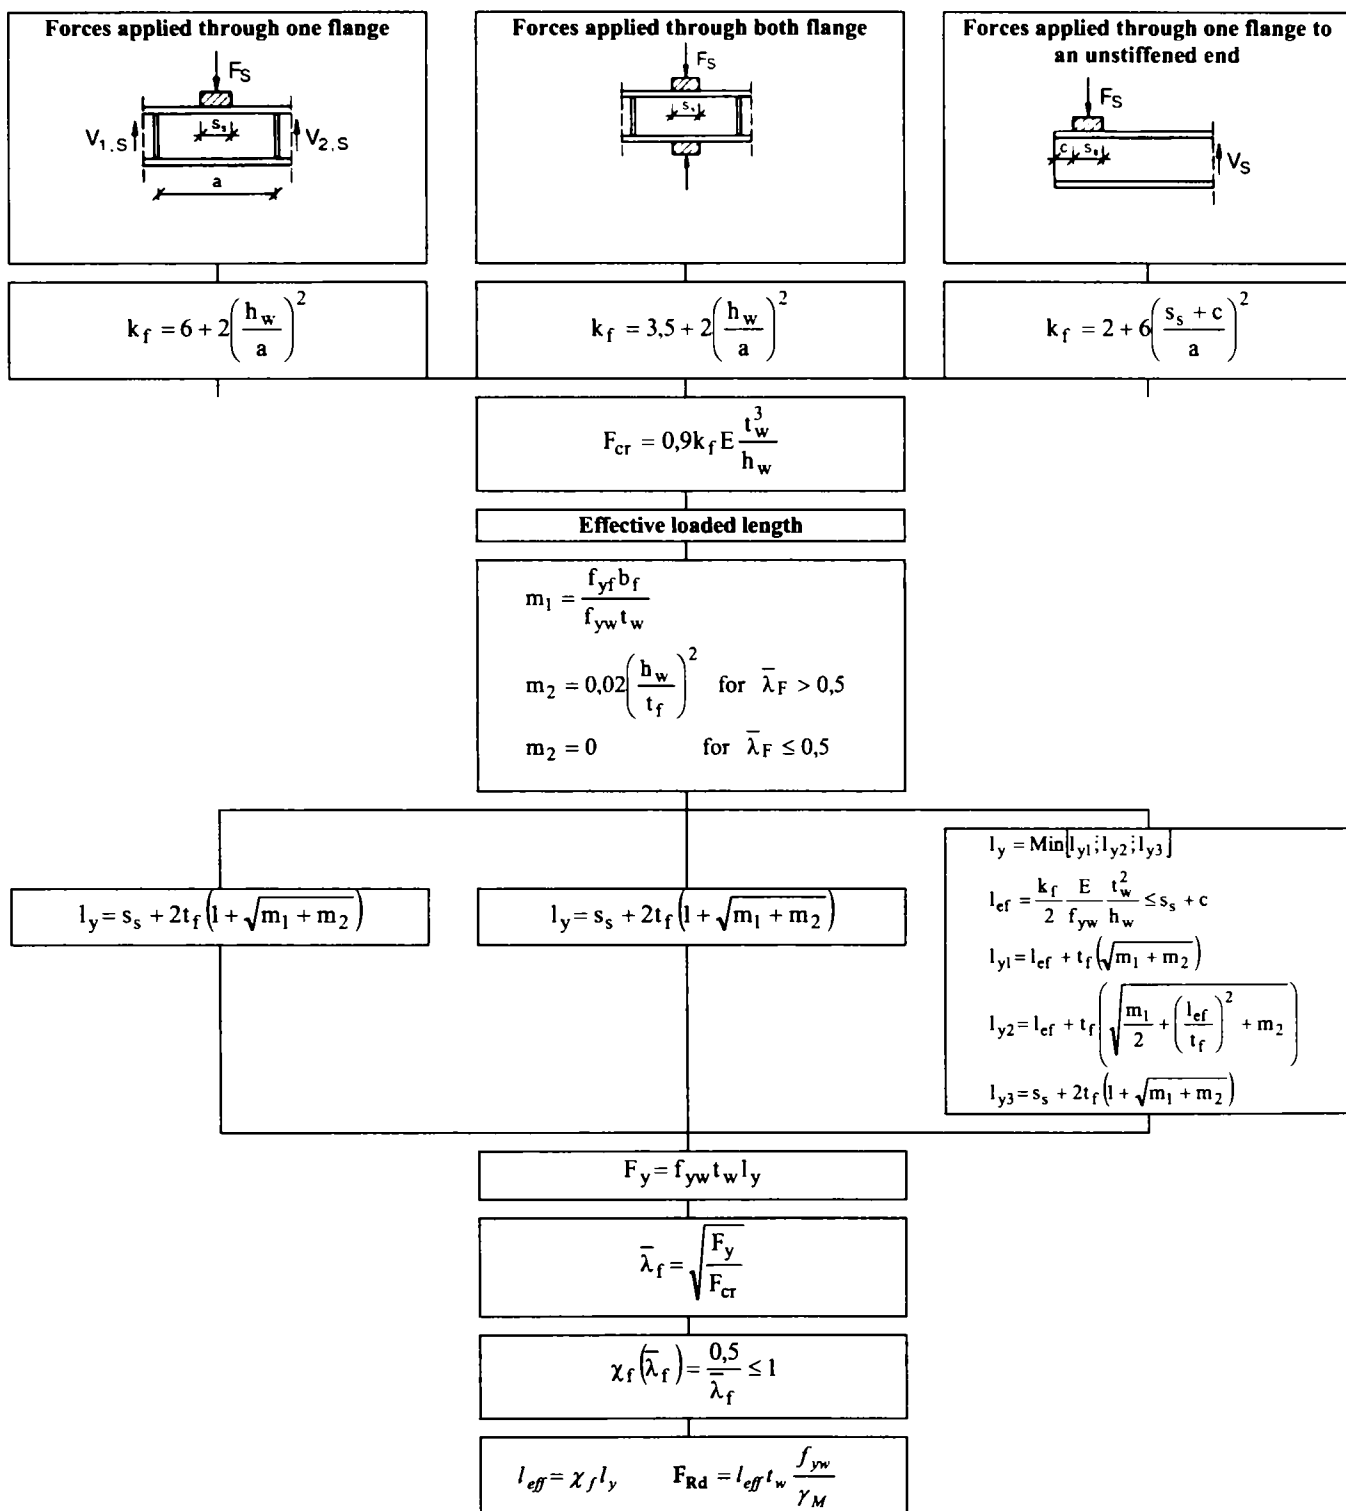 Forces applied through one flange
F_S
s_s
V_{1,S}
V_{2,S}
a
Forces applied through both flange
F_S
s_s
Forces applied through one flange to
an unstiffened end
F_S
c s_s
V_S
k_f = 6 + 2(h_w/a)^2
k_f = 3,5 + 2(h_w/a)^2
k_f = 2 + 6((s_s + c)/a)^2
F_cr = 0,9k_f E t_w^3/h_w
Effective loaded length
m_1 = f_yf b_f/f_yw t_w
m_2 = 0,02(h_w/t_f)^2 for λ̄_F > 0,5
m_2 = 0 for λ̄_F ≤ 0,5
l_y = s_s + 2t_f(1 + √(m_1 + m_2))
l_y = s_s + 2t_f(1 + √(m_1 + m_2))
l_y = Min[l_y1; l_y2; l_y3]
l_ef = k_f/2 E/f_yw t_w^2/h_w ≤ s_s + c
l_y1 = l_ef + t_f(√(m_1 + m_2))
l_y2 = l_ef + t_f(√(m_1/2 + (l_ef/t_f)^2 + m_2))
l_y3 = s_s + 2t_f(1 + √(m_1 + m_2))
F_y = f_yw t_w l_y
λ̄_f = √(F_y/F_cr)
χ_f(λ̄_f) = 0,5/λ̄_f ≤ 1
l_eff = χ_f l_y F_Rd = l_eff t_w f_yw/γ_M